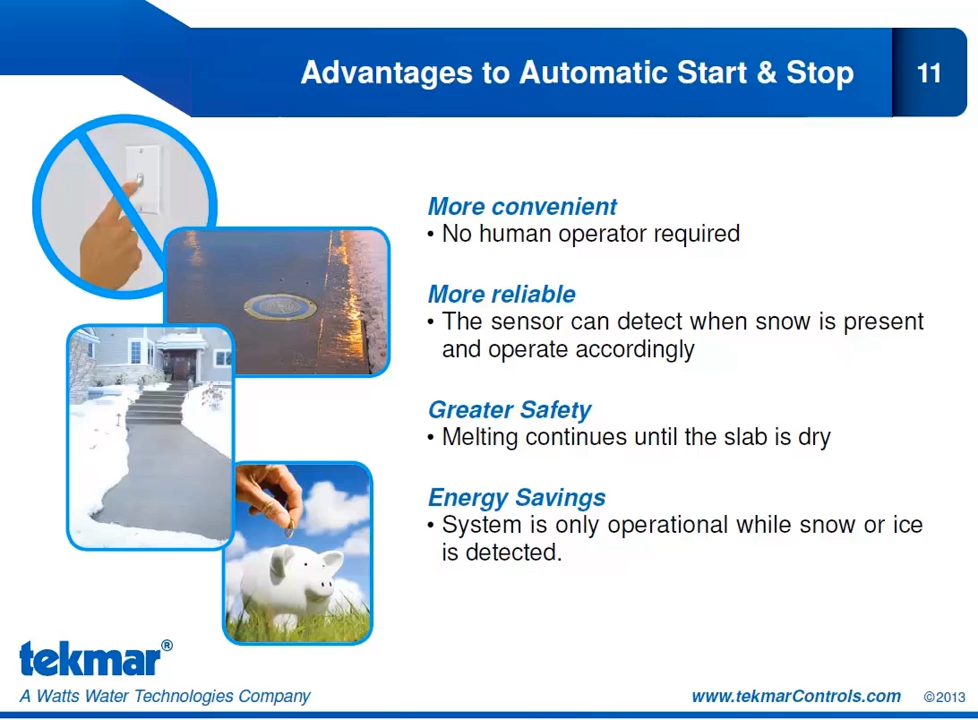 Advantages to Automatic Start & Stop
11
More convenient
• No human operator required
More reliable
• The sensor can detect when snow is present
and operate accordingly
Greater Safety
• Melting continues until the slab is dry
Energy Savings
• System is only operational while snow or ice
is detected.
tekmar®
A Watts Water Technologies Company
www.tekmarControls.com ©2013